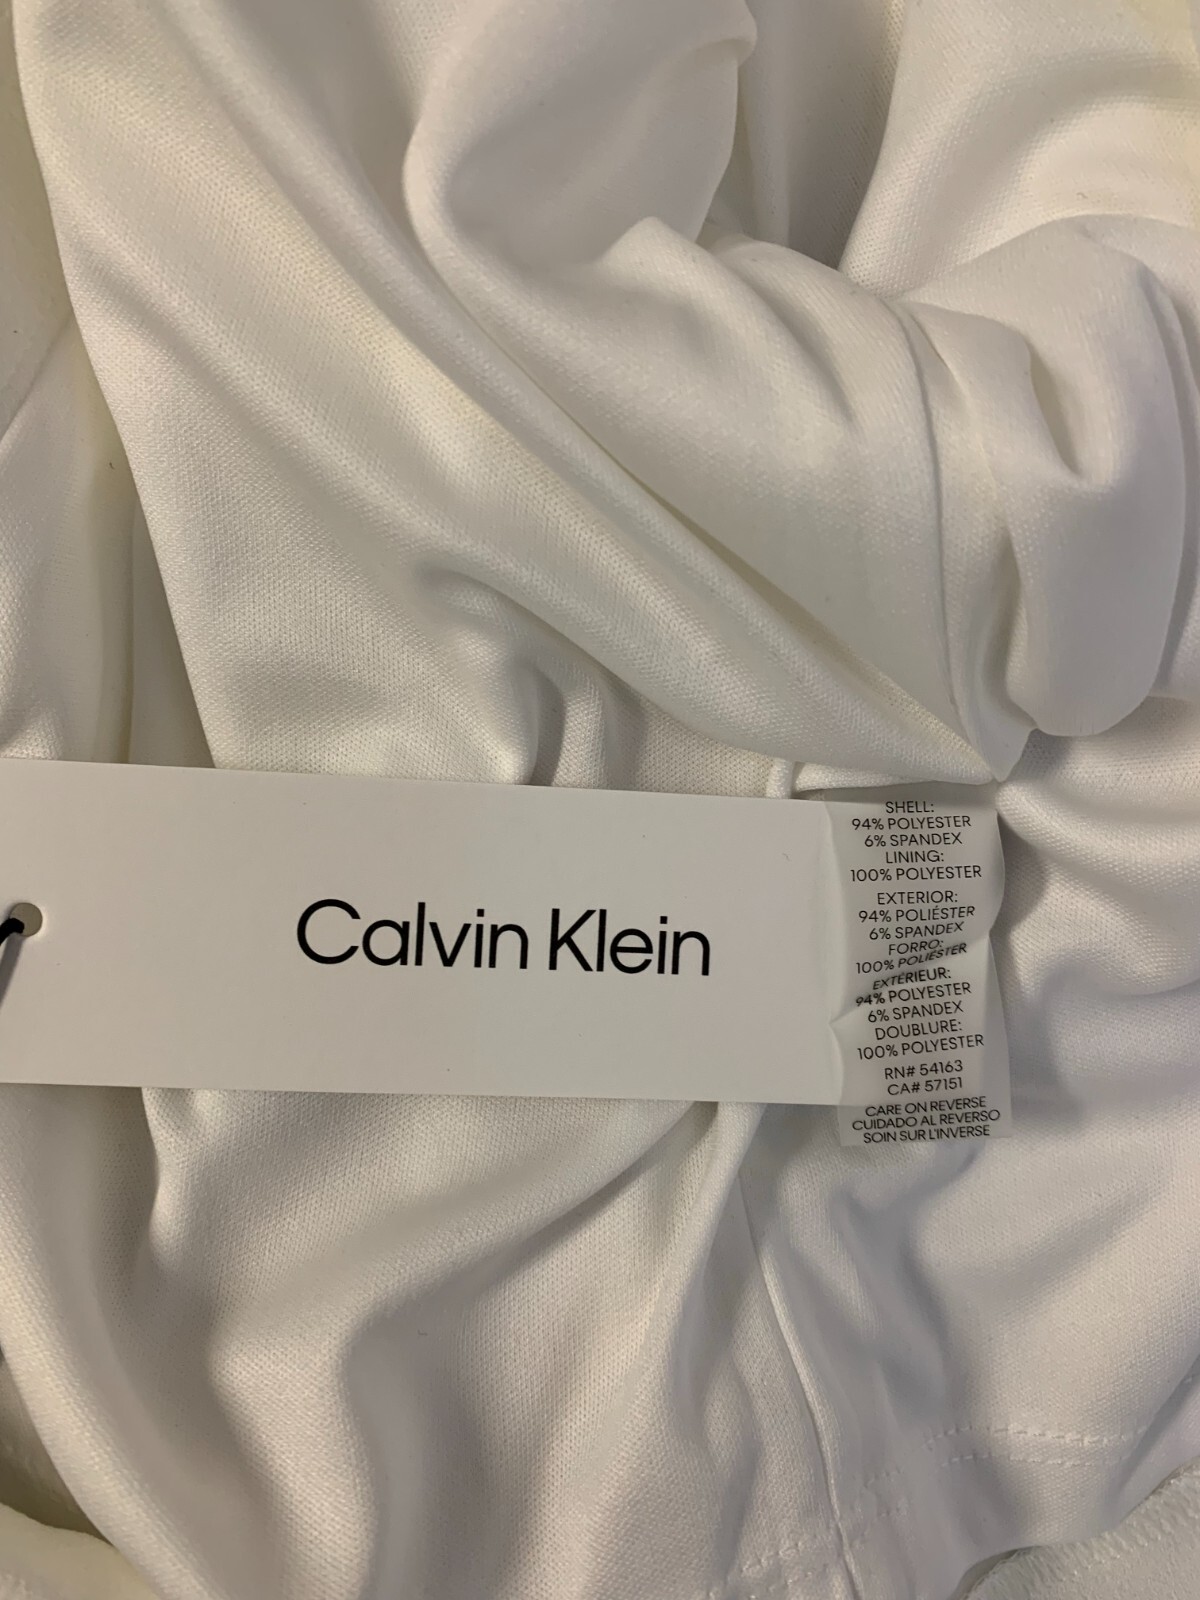 Calvin Klein
SHELL:
94% POLYESTER
6% SPANDEX
LINING:
100% POLYESTER
EXTERIOR:
94% POLIÉSTER
6% SPANDEX
FORRO:
100% POLIÉSTER
EXTÉRIEUR:
94% POLYESTER
6% SPANDEX
DOUBLURE:
100% POLYESTER
RN# 54163
CA# 57151
CARE ON REVERSE
CUIDADO AL REVERSO
SOIN SUR L'INVERSE